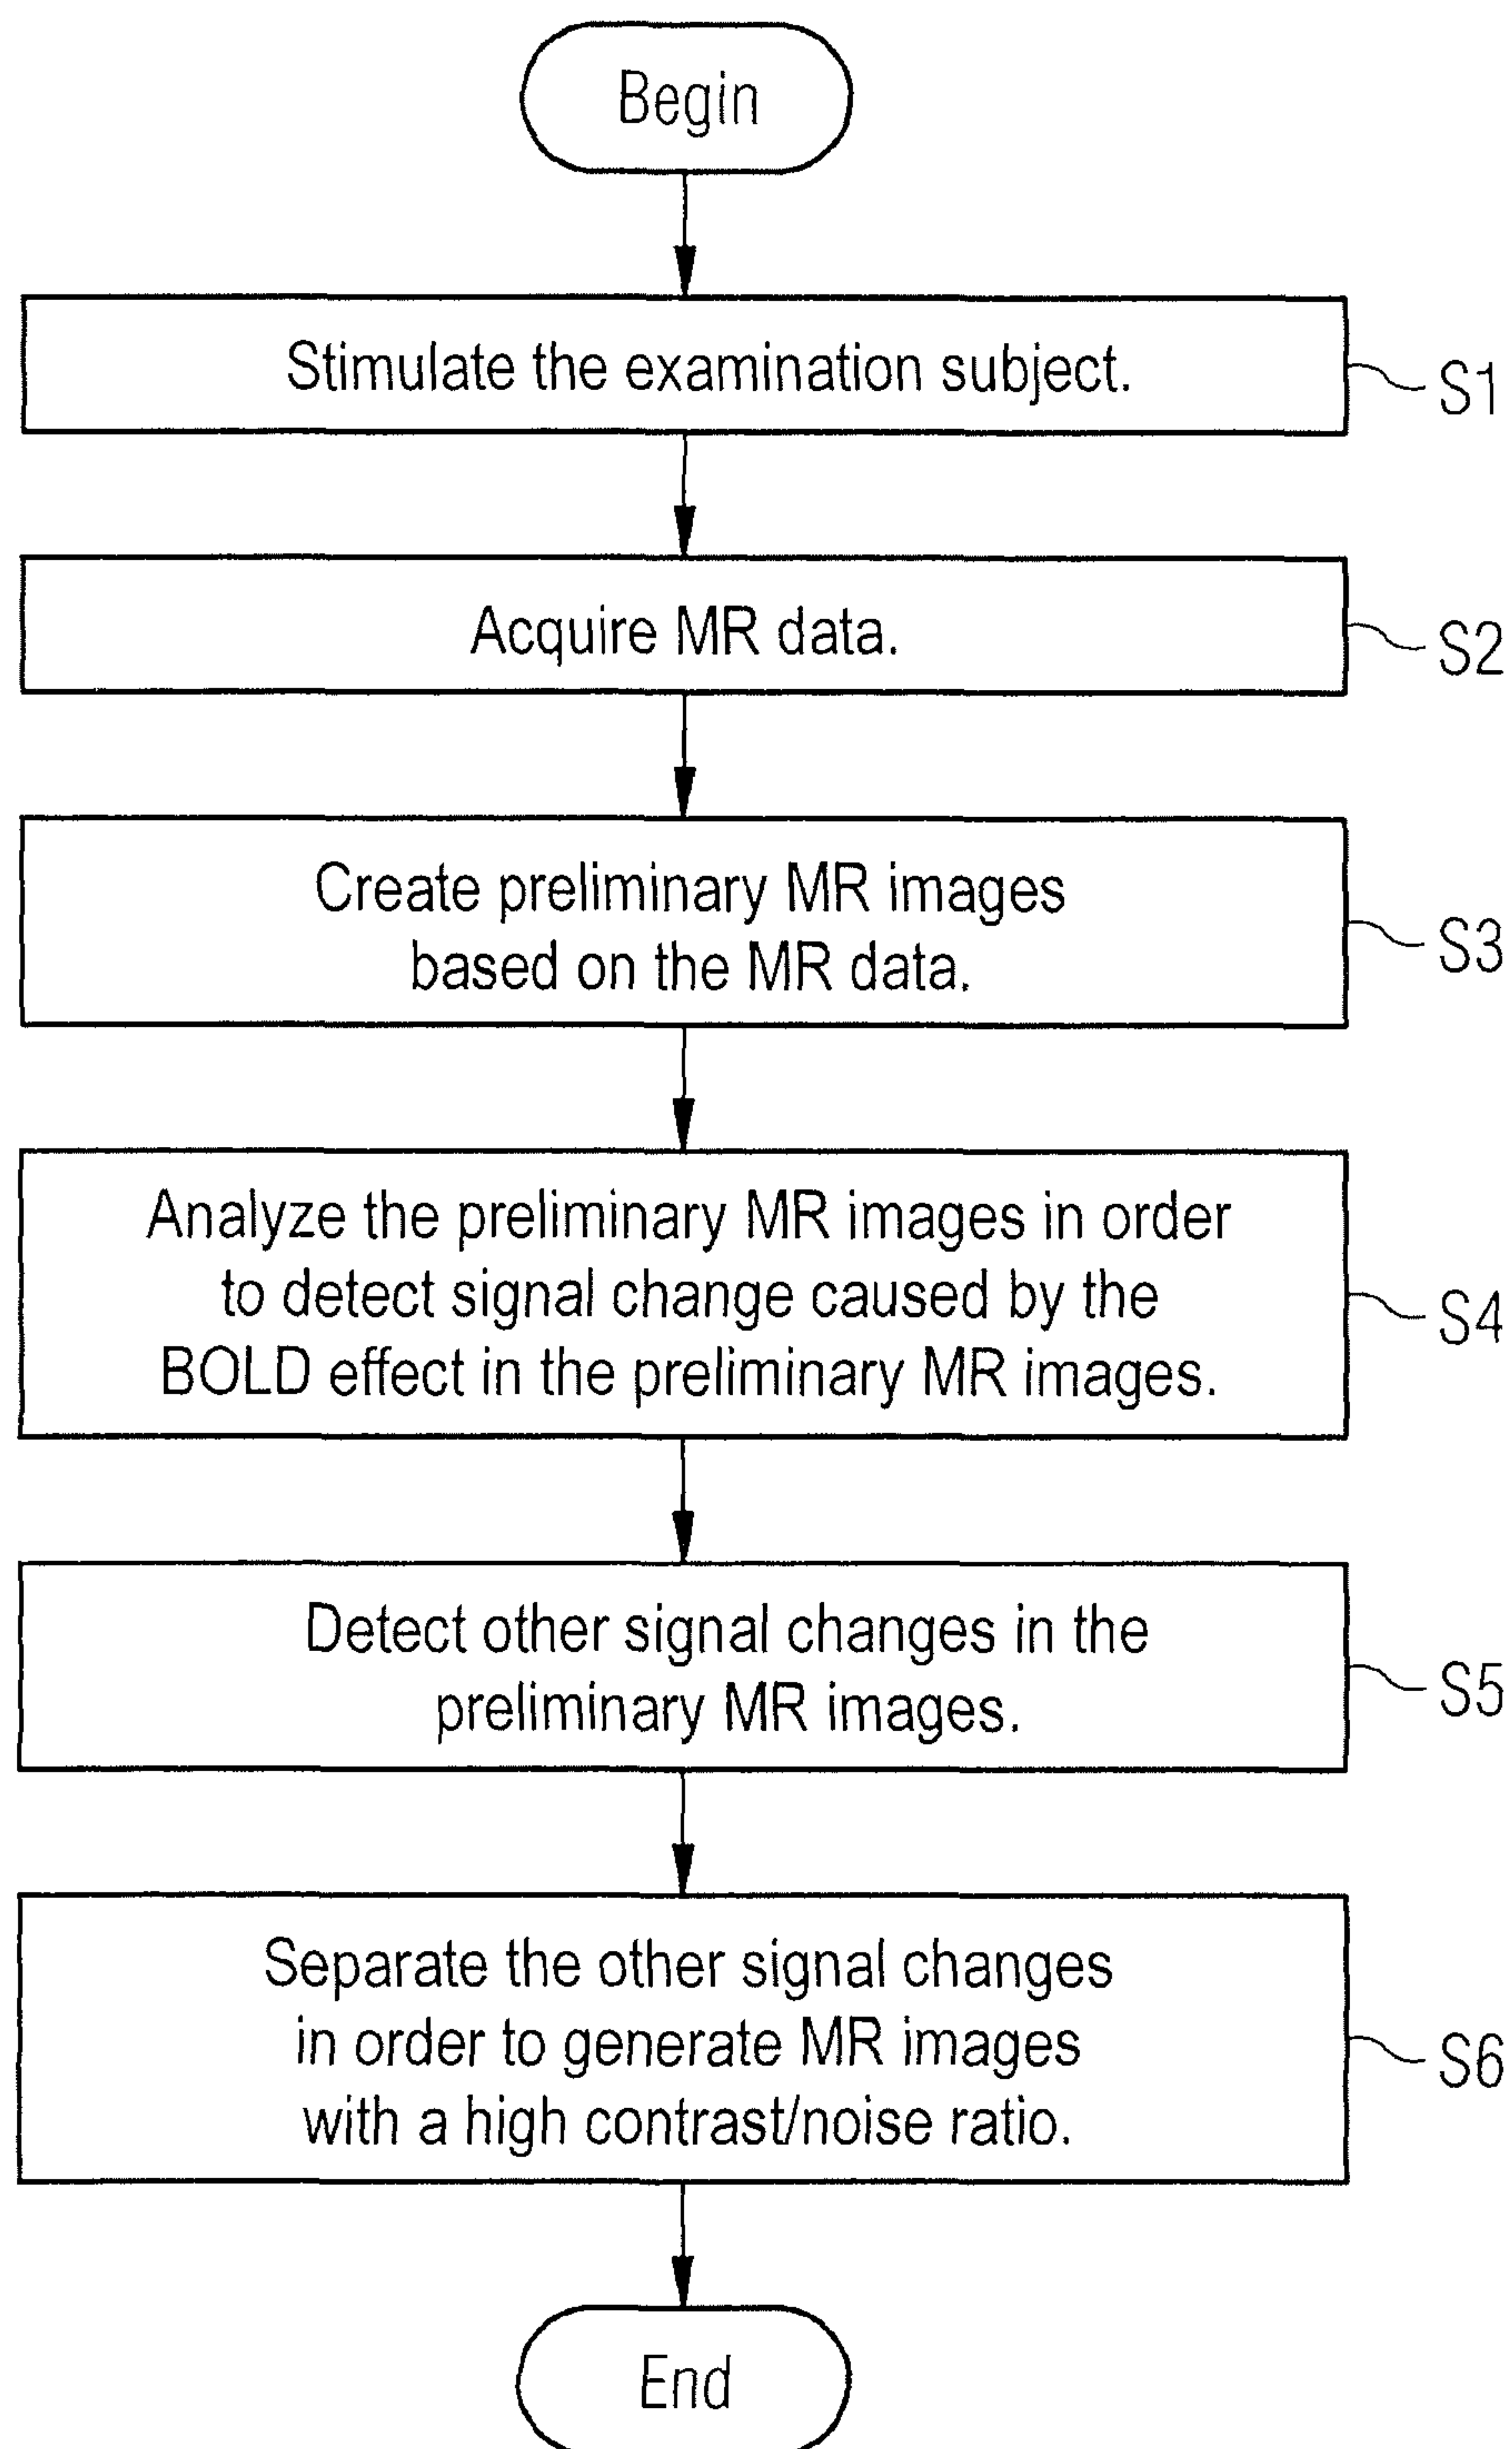 Begin
Stimulate the examination subject.
S1
Acquire MR data.
S2
Create preliminary MR images
based on the MR data.
S3
Analyze the preliminary MR images in order
to detect signal change caused by the
BOLD effect in the preliminary MR images.
S4
Detect other signal changes in the
preliminary MR images.
S5
Separate the other signal changes
in order to generate MR images
with a high contrast/noise ratio.
S6
End